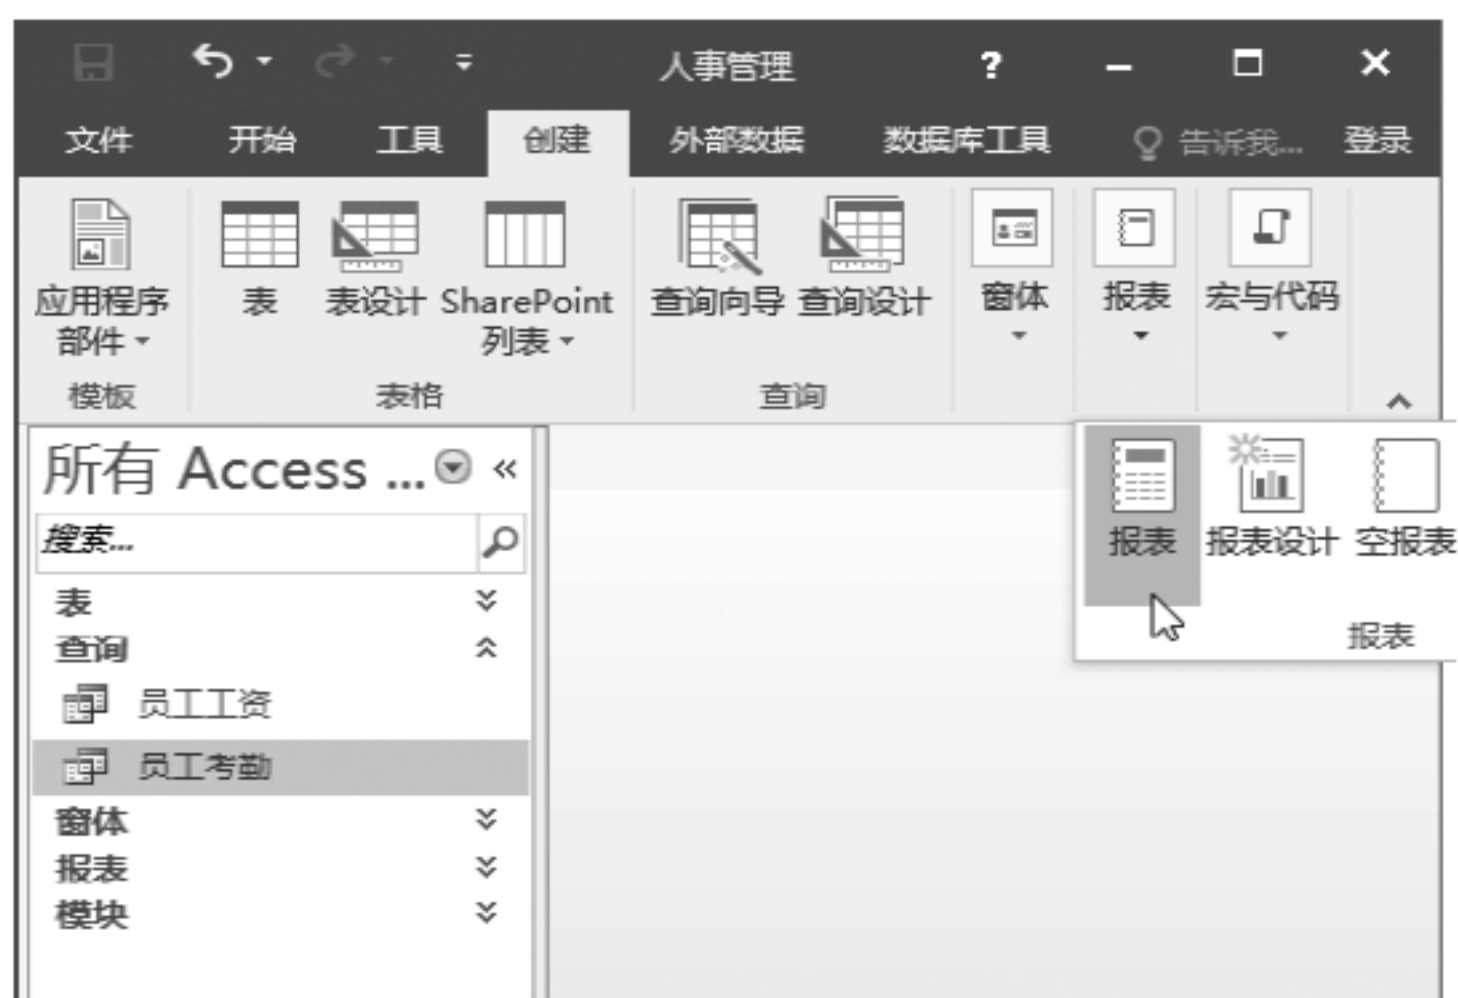 人事管理 ?
文件 开始 工具 创建 外部数据 数据库工具 告诉我... 登录
应用程序 表 表设计 SharePoint 查询向导 查询设计 窗体 报表 宏与代码
部件 列表
模板 表格 查询
所有 Access ... «
搜索...
报表 报表设计 空报表
报表
表
查询
员工工资
员工考勤
窗体
报表
模块